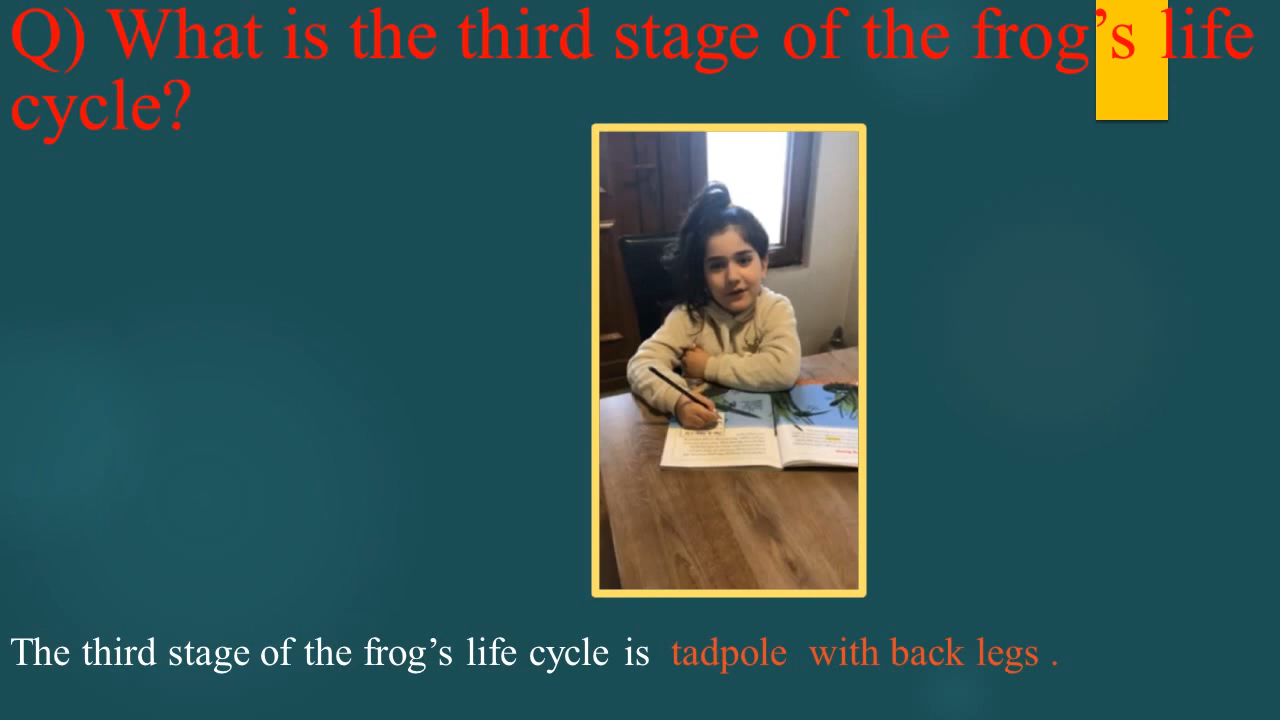 Q) What is the third stage of the frog’s life
cycle?
The third stage of the frog’s life cycle is tadpole with back legs .